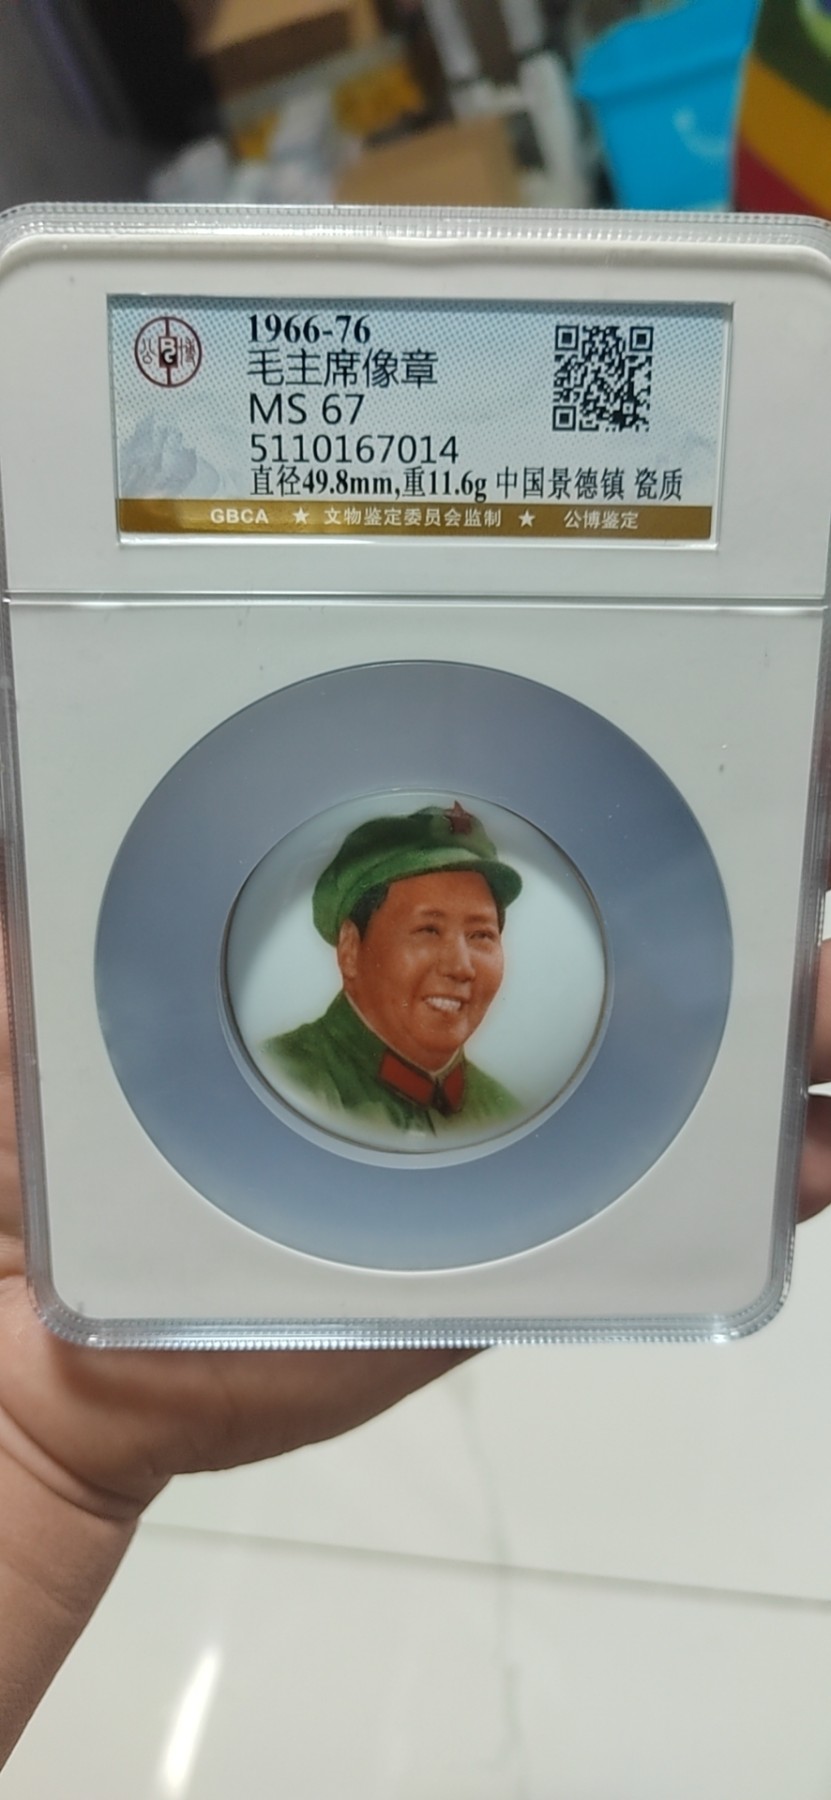 1966-76
毛主席像章
MS 67
5110167014
直径49.8mm,重11.6g 中国景德镇 瓷质
GBCA ★ 文物鉴定委员会监制 ★ 公博鉴定